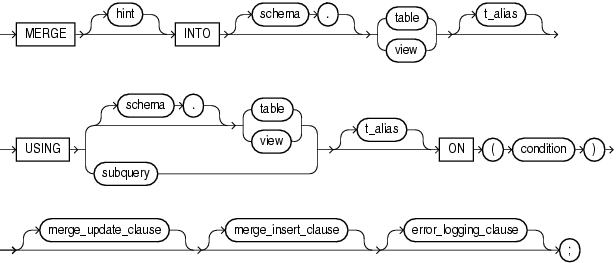 hint schema . table t_alias
MERGE INTO view
schema . table
USING view t_alias ON ( condition )
subquery
merge_update_clause merge_insert_clause error_logging_clause
;